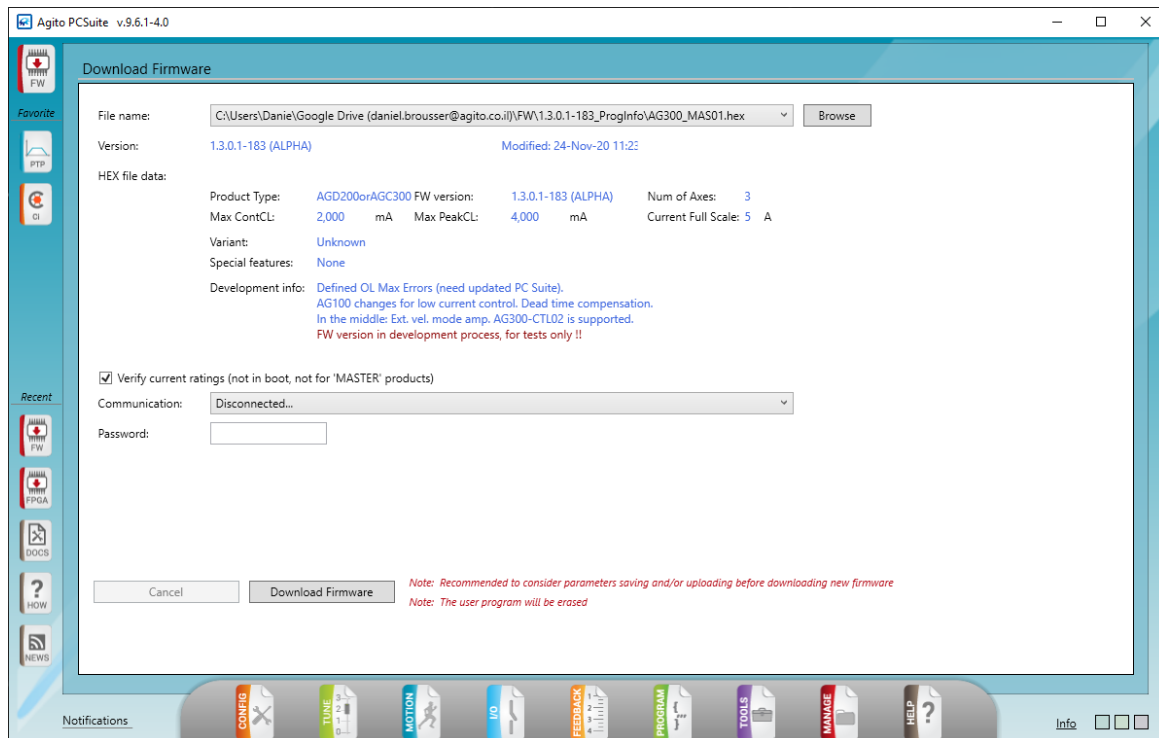 Agito PCSuite v.9.6.1-4.0
FW
Download Firmware
Favorite
PTP
CI
File name:
C:\Users\Danie\Google Drive (daniel.brousser@agito.co.il)\FW\1.3.0.1-183_ProgInfo\AG300_MAS01.hex
Browse
Version: 1.3.0.1-183 (ALPHA) Modified: 24-Nov-20 11:23
HEX file data:
Product Type: AGD200orAGC300 FW version: 1.3.0.1-183 (ALPHA) Num of Axes: 3
Max ContCL: 2,000 mA Max PeakCL: 4,000 mA Current Full Scale: 5 A
Variant: Unknown
Special features: None
Development info: Defined OL Max Errors (need updated PC Suite).
AG100 changes for low current control. Dead time compensation.
In the middle: Ext. vel. mode amp. AG300-CTL02 is supported.
FW version in development process, for tests only !!
Verify current ratings (not in boot, not for 'MASTER' products)
Recent
Communication: Disconnected...
Password:
FW
FPGA
DOCS
HOW
NEWS
Cancel
Download Firmware
Note: Recommended to consider parameters saving and/or uploading before downloading new firmware
Note: The user program will be erased
Notifications
CONFIG
TUNE
3
2
1
0
MOTION
I/O
FEEDBACK
1
2
3
4
PROGRAM
{
,,,
}
TOOLS
MANAGE
HELP
?
Info